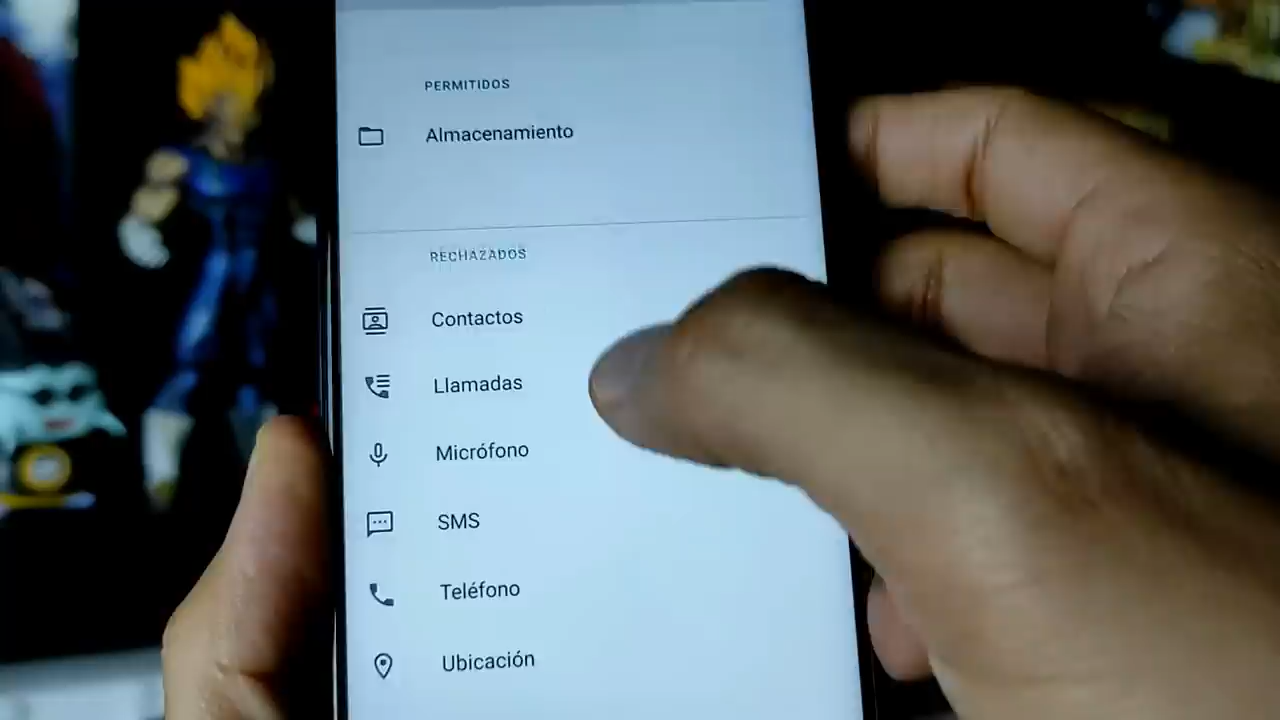 PERMITIDOS
Almacenamiento
RECHAZADOS
Contactos
Llamadas
Micrófono
SMS
Teléfono
Ubicación